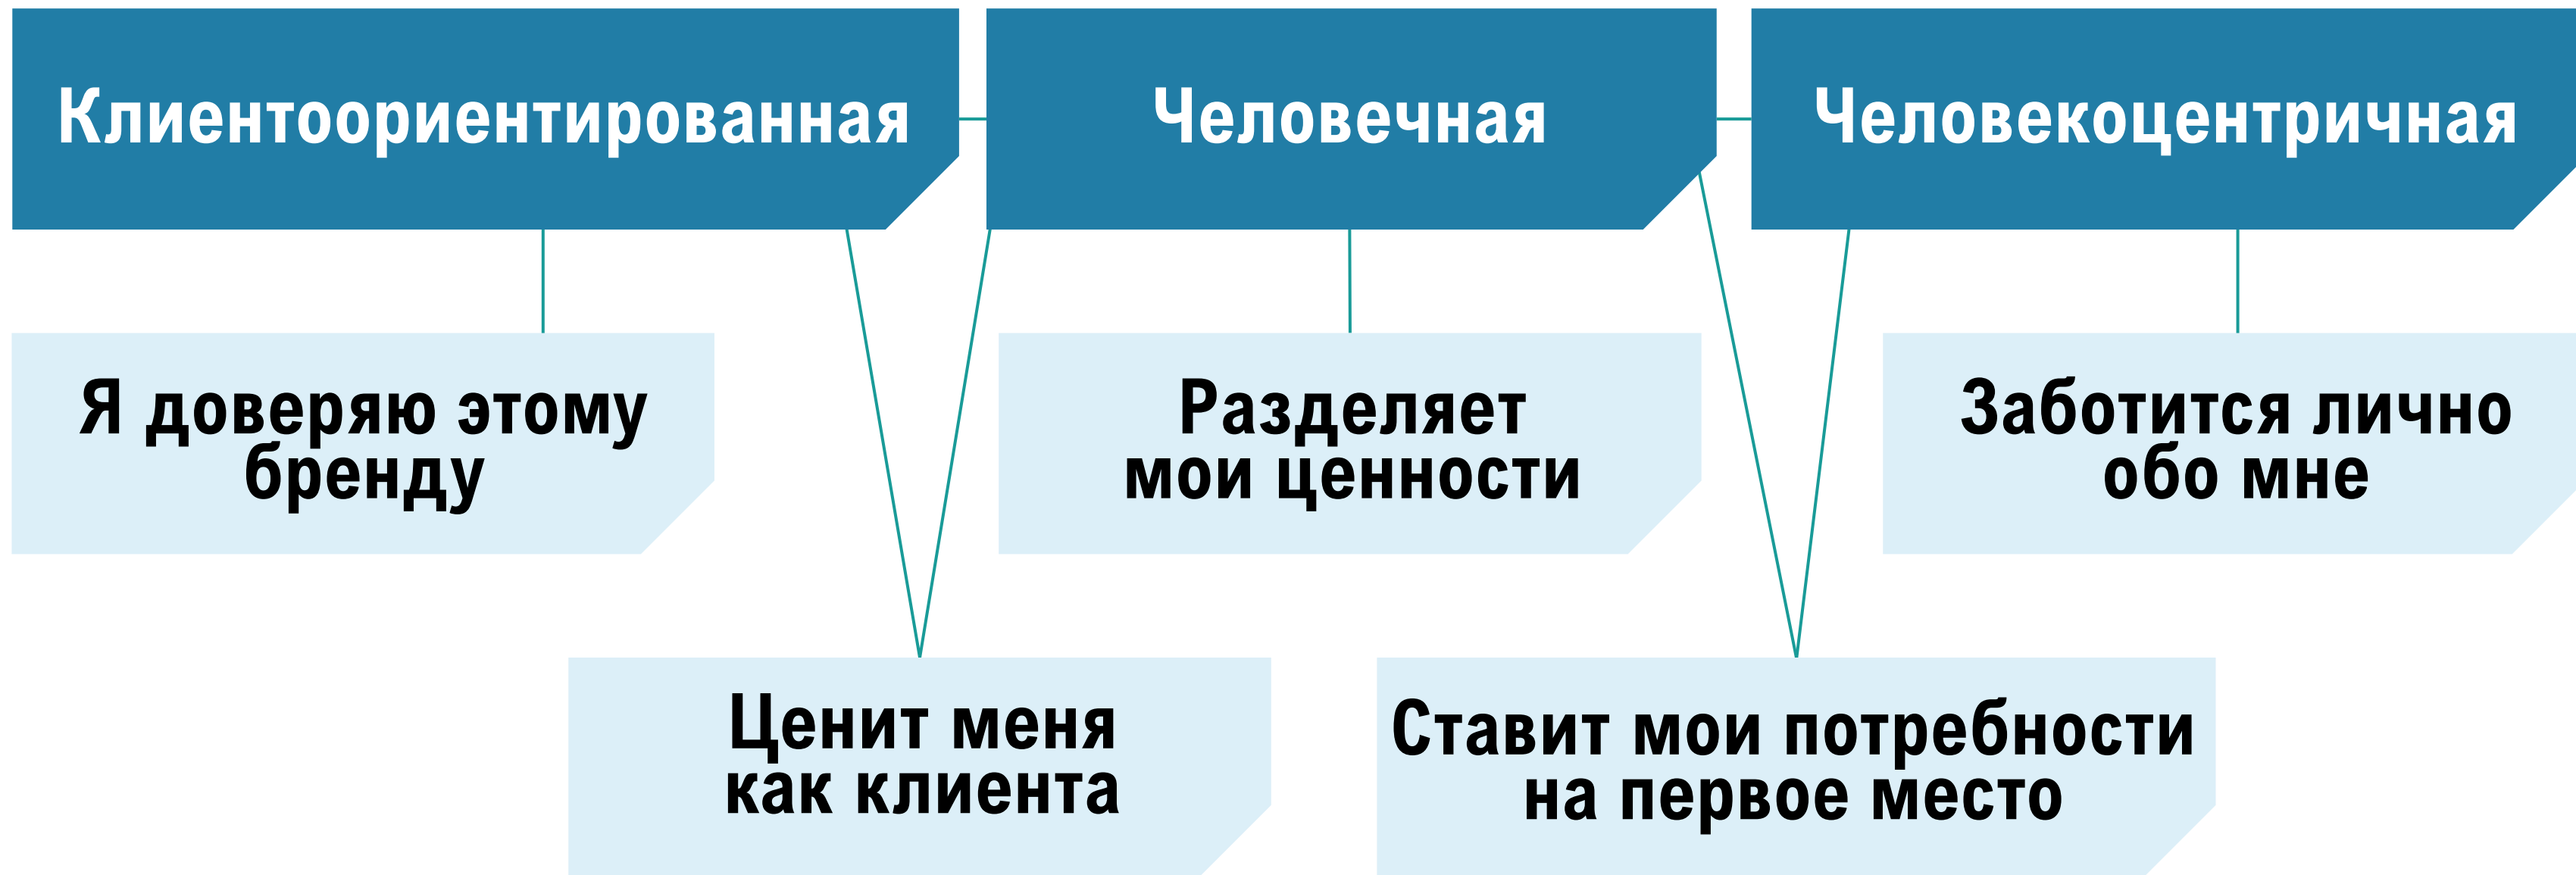 Клиентоориентированная
Человечная
Человекоцентричная
Я доверяю этому
бренду
Разделяет
мои ценности
Заботится лично
обо мне
Ценит меня
как клиента
Ставит мои потребности
на первое место